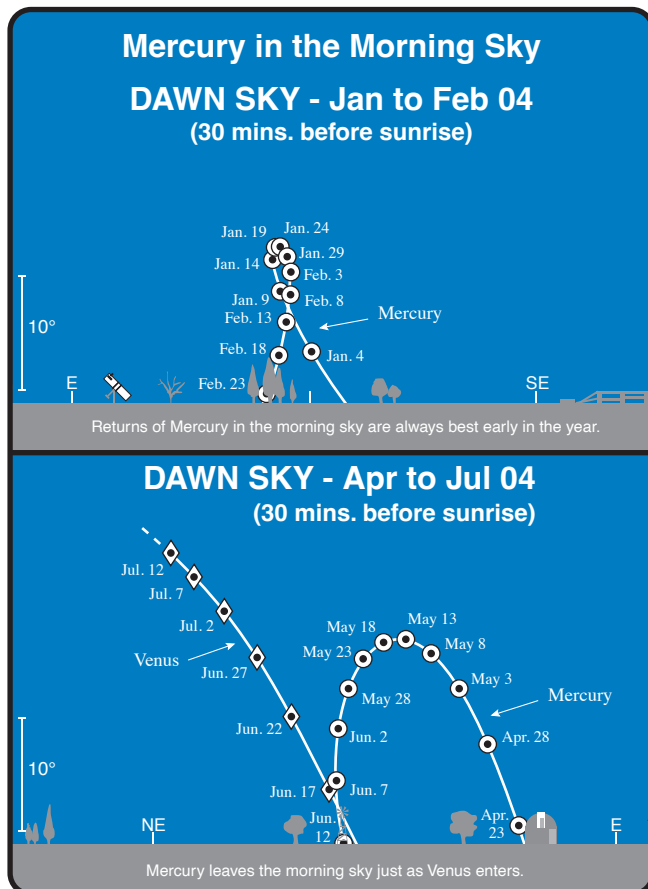 Mercury in the Morning Sky
DAWN SKY - Jan to Feb 04
(30 mins. before sunrise)
Jan. 24
Jan. 19
Jan. 29
Jan. 14
Feb. 3
Jan. 9
Feb. 8
Mercury
Feb. 13
10°
Feb. 18
Jan. 4
E
Feb. 23
SE
Returns of Mercury in the morning sky are always best early in the year.
DAWN SKY - Apr to Jul 04
(30 mins. before sunrise)
Jul. 12
Jul. 7
Jul. 2
May 13
May 18
May 8
May 23
Venus
Jun. 27
May 3
May 28
Mercury
Jun. 22
Jun. 2
Apr. 28
10°
Jun. 17
Jun. 7
Jun.
12
Apr.
23
NE
E
Mercury leaves the morning sky just as Venus enters.